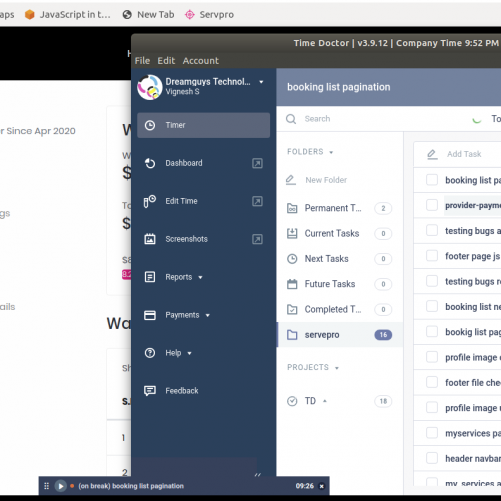 aps JavaScript in t... New Tab Servpro
Time Doctor | v3.9.12 | Company Time 9:52 PM
File Edit Account
Dreamguys Technol...
Vignesh S
booking list pagination
Timer
Search
To
r Since Apr 2020
FOLDERS
Add Task
Dashboard
New Folder
booking list pa
Edit Time
Permanent T... 2
provider-payme
gs
Screenshots
Current Tasks 0
testing bugs a
Next Tasks 0
footer page js
Reports
Future Tasks 0
testing bugs r
ails
Payments
Completed T... 0
booking list ne
Wa
servepro 16
bookig list pag
Help
profile image
Sh
PROJECTS
footer file che
Feedback
TD 18
profile image
1
myservices pa
header navbar
2
my services a
(on break) booking list pagination 09:26